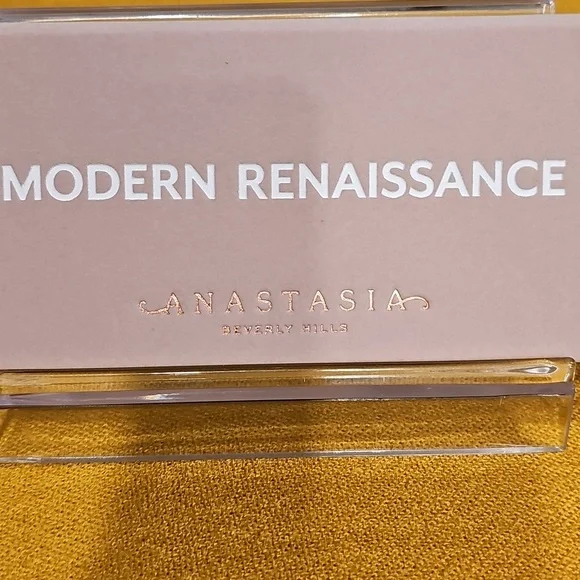 MODERN RENAISSANCE
ANASTASIA
BEVERLY HILLS